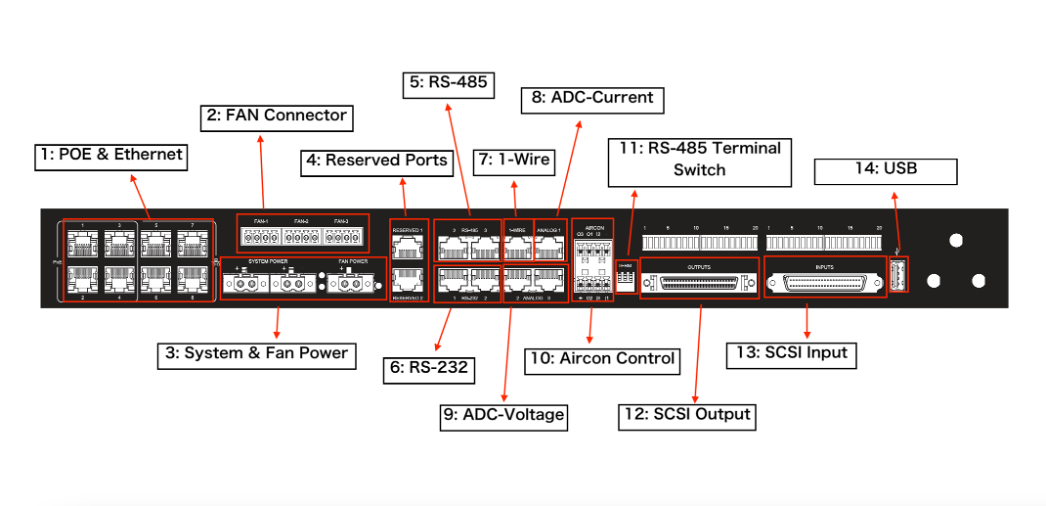 5: RS-485
8: ADC-Current
2: FAN Connector
1: POE & Ethernet
4: Reserved Ports
7: 1-Wire
11: RS-485 Terminal
Switch
14: USB
1 3 5 7
FAN-1 FAN-2 FAN-3
RESERVED 1
2 RS-485 3
1-WIRE
ANALOG 1
AIRCON
1 5 10 15 20
1 5 10 15 20
PoE
SYSTEM POWER
FAN POWER
OUTPUTS
INPUTS
2 4 6 8
RESERVED 2
1 RS232 2
2 ANALOG 3
3: System & Fan Power
6: RS-232
9: ADC-Voltage
10: Aircon Control
12: SCSI Output
13: SCSI Input